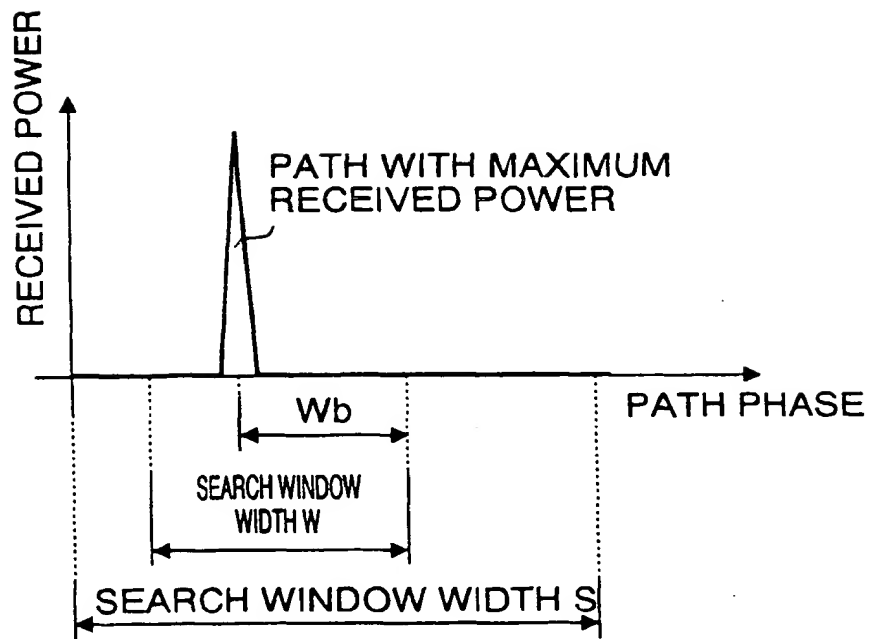 RECEIVED POWER
PATH WITH MAXIMUM
RECEIVED POWER
PATH PHASE
Wb
SEARCH WINDOW
WIDTH W
SEARCH WINDOW WIDTH S